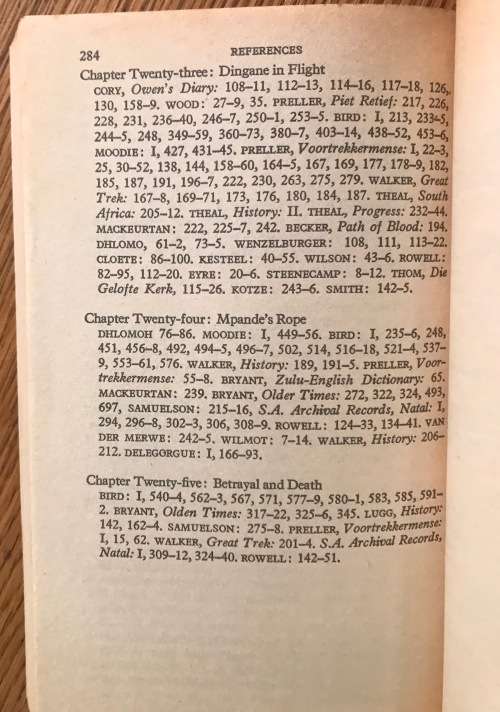 284 REFERENCES
Chapter Twenty-three: Dingane in Flight
CORY, Owen's Diary: 108–11, 112–13, 114–16, 117–18, 126,
130, 158–9. WOOD: 27–9, 35. PRELLER, Piet Retief: 217, 226,
228, 231, 236–40, 246–7, 250–1, 253–5. BIRD: I, 213, 233–5,
244–5, 248, 349–59, 360–73, 380–7, 403–14, 438–52, 453–6,
MOODIE: I, 427, 431–45. PRELLER, Voortrekkermense: I, 22–3,
25, 30–52, 138, 144, 158–60, 164–5, 167, 169, 177, 178–9, 182,
185, 187, 191, 196–7, 222, 230, 263, 275, 279. WALKER, Great
Trek: 167–8, 169–71, 173, 176, 180, 184, 187. THEAL, South
Africa: 205–12. THEAL, History: II. THEAL, Progress: 232–44.
MACKEURTAN: 222, 225–7, 242. BECKER, Path of Blood: 194.
DHLOMO, 61–2, 73–5. WENZELBURGER: 108, 111, 113–22.
CLOETE: 86–100. KESTEEL: 40–55. WILSON: 43–6. ROWELL:
82–95, 112–20. EYRE: 20–6. STEENECAMP: 8–12. THOM, Die
Gelofte Kerk, 115–26. KOTZE: 243–6. SMITH: 142–5.
Chapter Twenty-four: Mpande's Rope
DHLOMOH 76–86. MOODIE: I, 449–56. BIRD: I, 235–6, 248,
451, 456–8, 492, 494–5, 496–7, 502, 514, 516–18, 521–4, 537–
9, 553–61, 576. WALKER, History: 189, 191–5. PRELLER, Voor-
trekkermense: 55–8. BRYANT, Zulu-English Dictionary: 65.
MACKEURTAN: 239. BRYANT, Older Times: 272, 322, 324, 493,
697, SAMUELSON: 215–16, S.A. Archival Records, Natal: I,
294, 296–8, 302–3, 306, 308–9. ROWELL: 124–33, 134–41. VAN
DER MERWE: 242–5. WILMOT: 7–14. WALKER, History: 206–
212. DELEGORGUE: I, 166–93.
Chapter Twenty-five: Betrayal and Death
BIRD: I, 540–4, 562–3, 567, 571, 577–9, 580–1, 583, 585, 591–
2. BRYANT, Olden Times: 317–22, 325–6, 345. LUGG, History:
142, 162–4. SAMUELSON: 275–8. PRELLER, Voortrekkermense:
I, 15, 62. WALKER, Great Trek: 201–4. S.A. Archival Records,
Natal: I, 309–12, 324–40. ROWELL: 142–51.